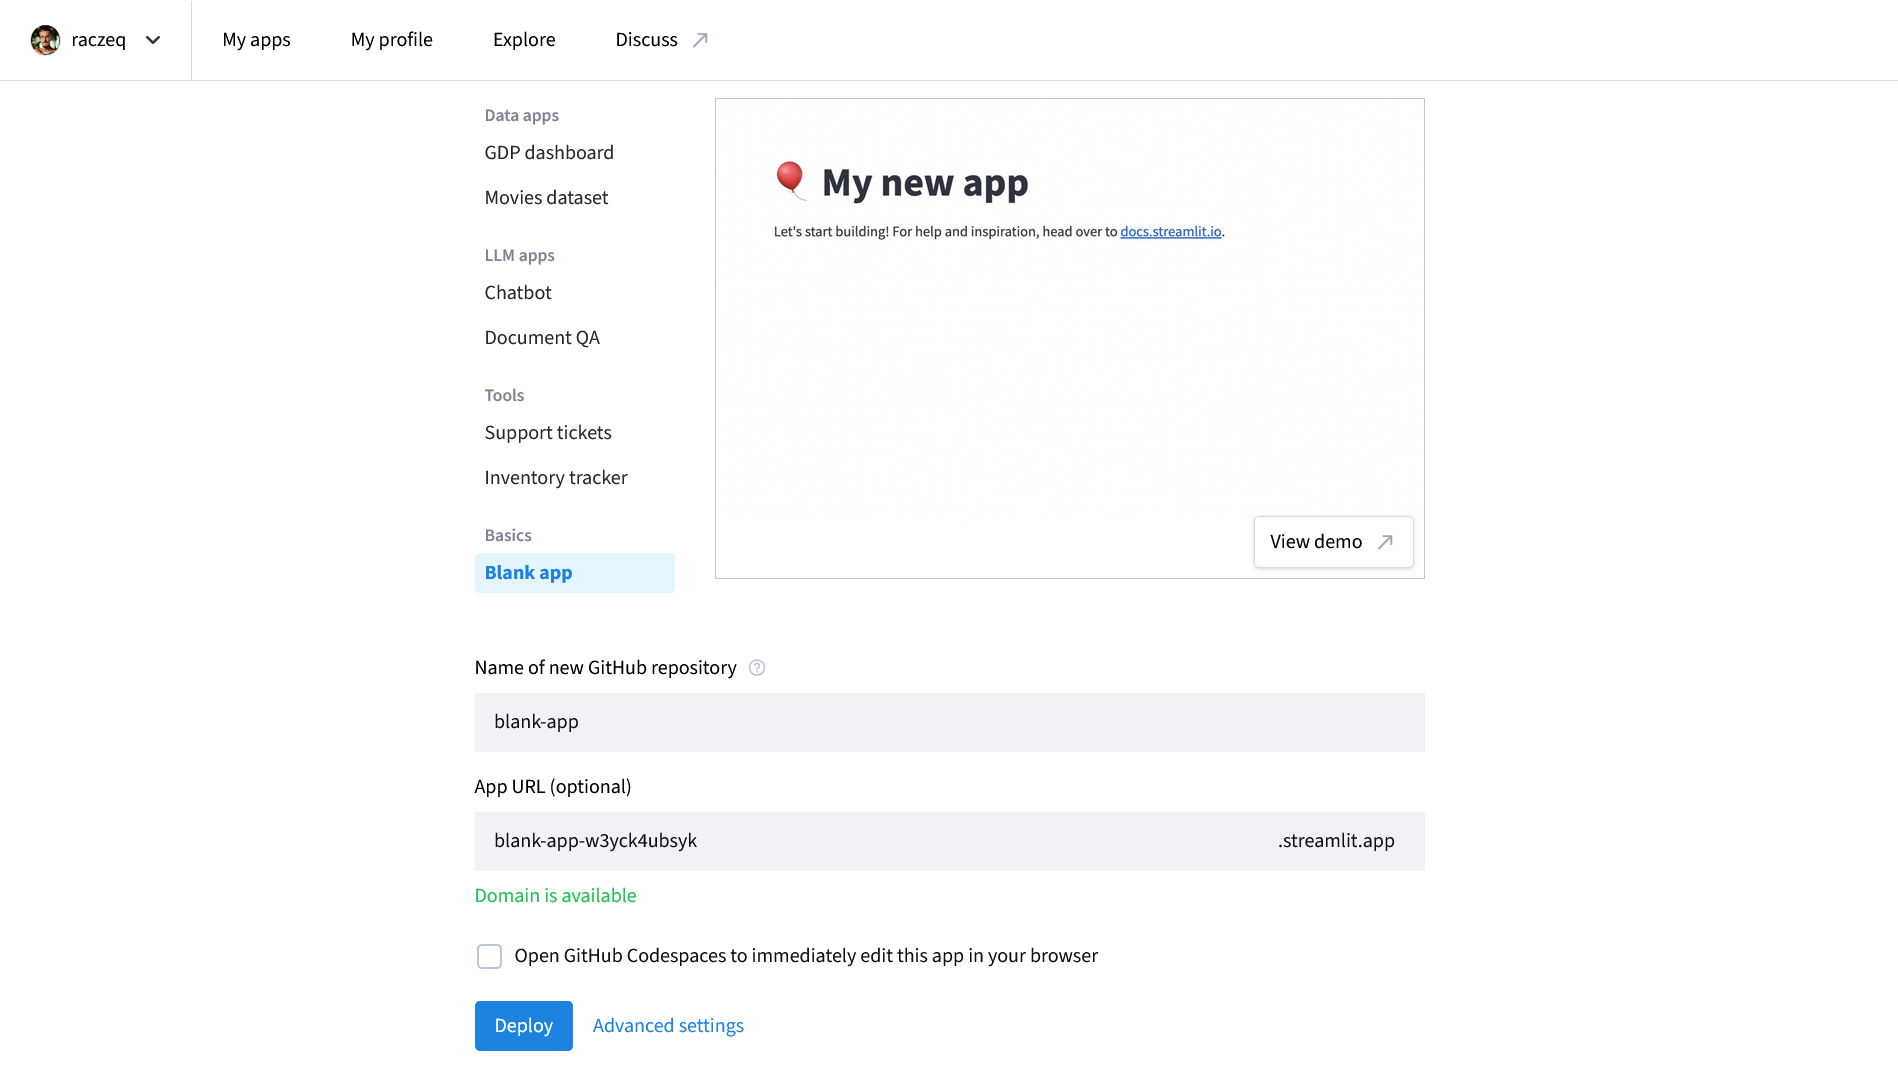 raczeq
My apps
My profile
Explore
Discuss
Data apps
GDP dashboard
Movies dataset
LLM apps
Chatbot
Document QA
Tools
Support tickets
Inventory tracker
Basics
Blank app
My new app
Let's start building! For help and inspiration, head over to docs.streamlit.io.
View demo
Name of new GitHub repository
blank-app
App URL (optional)
blank-app-w3yck4ubsyk .streamlit.app
Domain is available
Open GitHub Codespaces to immediately edit this app in your browser
Deploy
Advanced settings